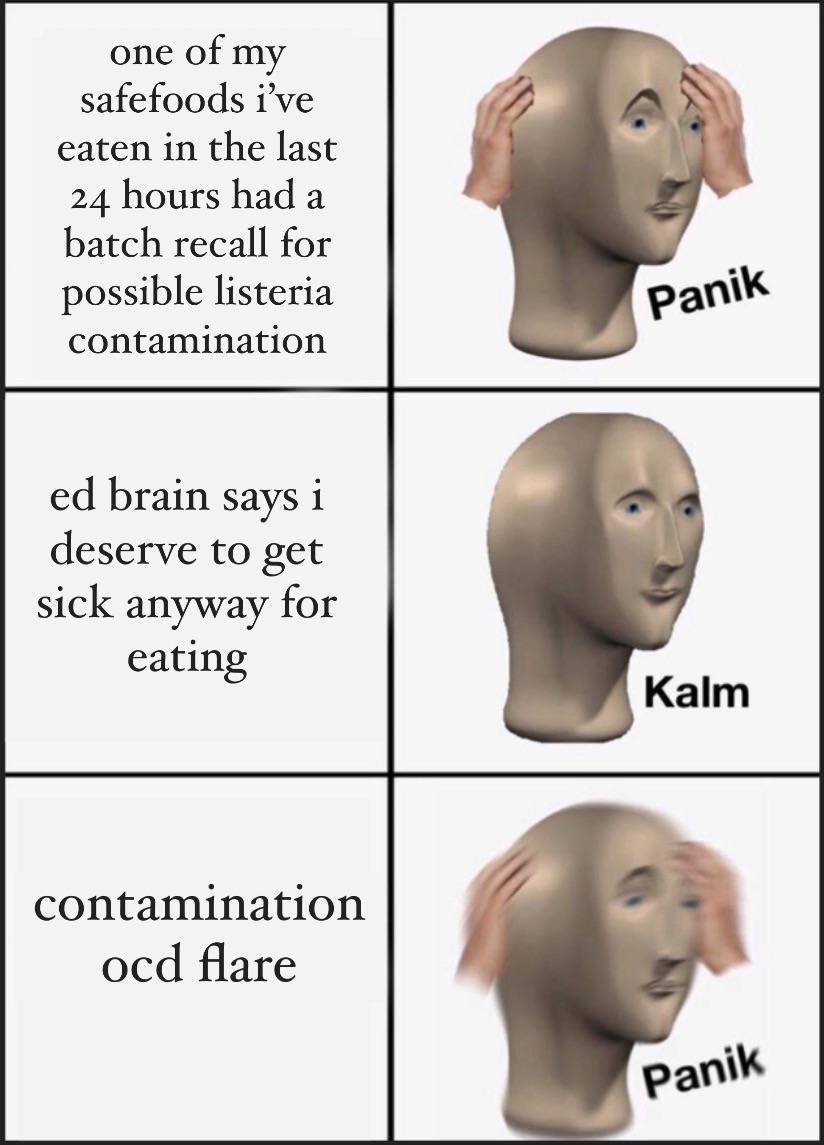 one of my
safefoods i've
eaten in the last
24 hours had a
batch recall for
possible listeria
contamination
Panik
ed brain says i
deserve to get
sick anyway for
eating
Kalm
contamination
ocd flare
Panik